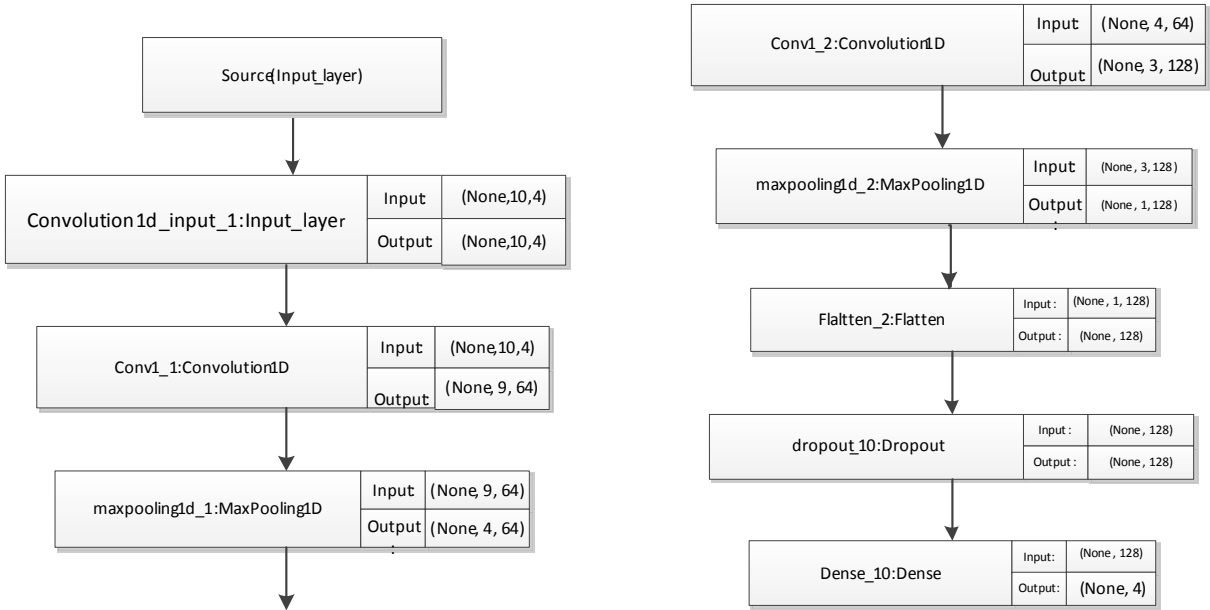 Source(Input_layer)
Convolution1d_input_1:Input_layer
Input
(None,10,4)
Output
(None,10,4)
Conv1_1:Convolution1D
Input
(None,10,4)
Output
(None, 9, 64)
maxpooling1d_1:MaxPooling1D
Input
(None, 9, 64)
Output
:
(None, 4, 64)
Conv1_2:Convolution1D
Input
(None, 4, 64)
Output
(None, 3, 128)
maxpooling1d_2:MaxPooling1D
Input
(None, 3,128)
Output
:
(None, 1,128)
Flaltten_2:Flatten
Input:
(None, 1, 128)
Output:
(None, 128)
dropout_10:Dropout
Input:
(None, 128)
Output:
(None, 128)
Dense_10:Dense
Input:
(None, 128)
Output:
(None, 4)